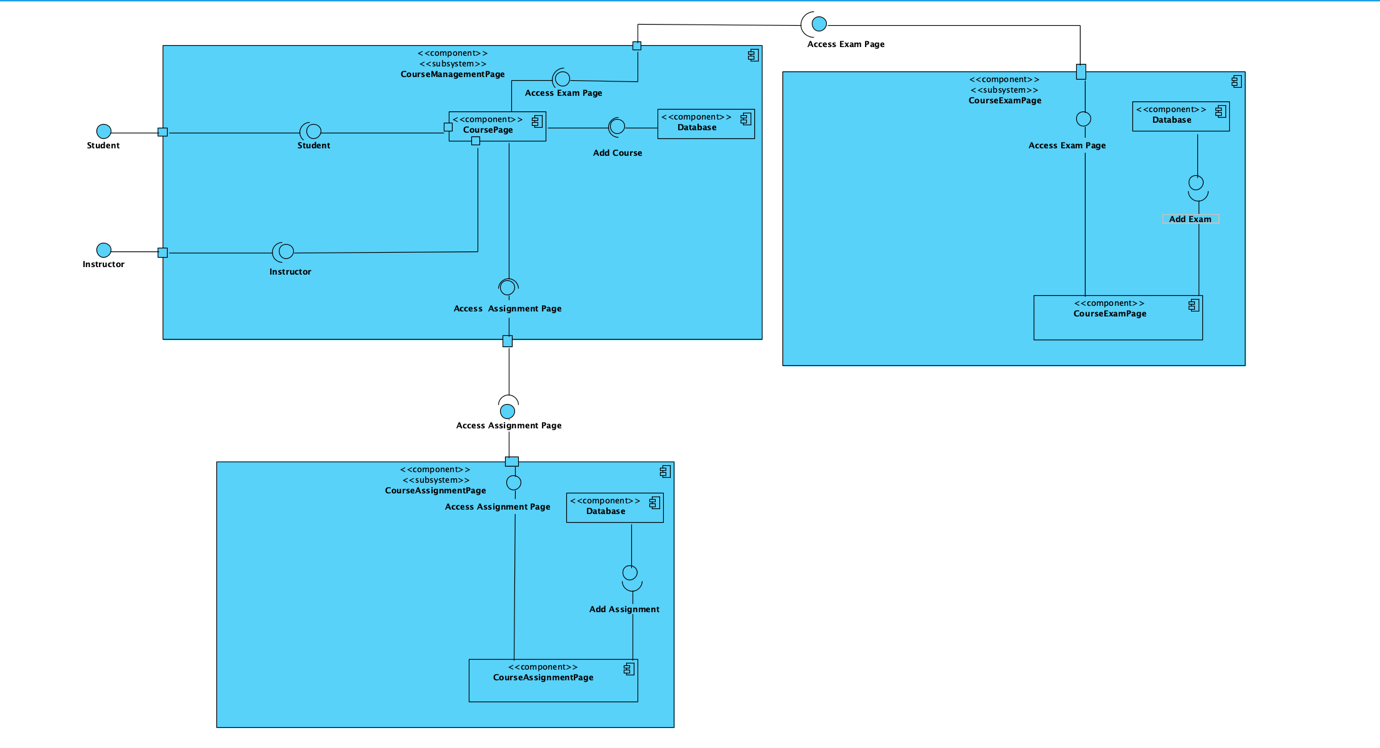 Access Exam Page
<<component>>
<<subsystem>>
CourseManagementPage
Access Exam Page
<<component>>
CoursePage
<<component>>
Database
Add Course
Student
Student
Instructor
Instructor
Access  Assignment Page
<<component>>
<<subsystem>>
CourseExamPage
<<component>>
Database
Access Exam Page
Add Exam
<<component>>
CourseExamPage
Access Assignment Page
<<component>>
<<subsystem>>
CourseAssignmentPage
Access Assignment Page
<<component>>
Database
Add Assignment
<<component>>
CourseAssignmentPage